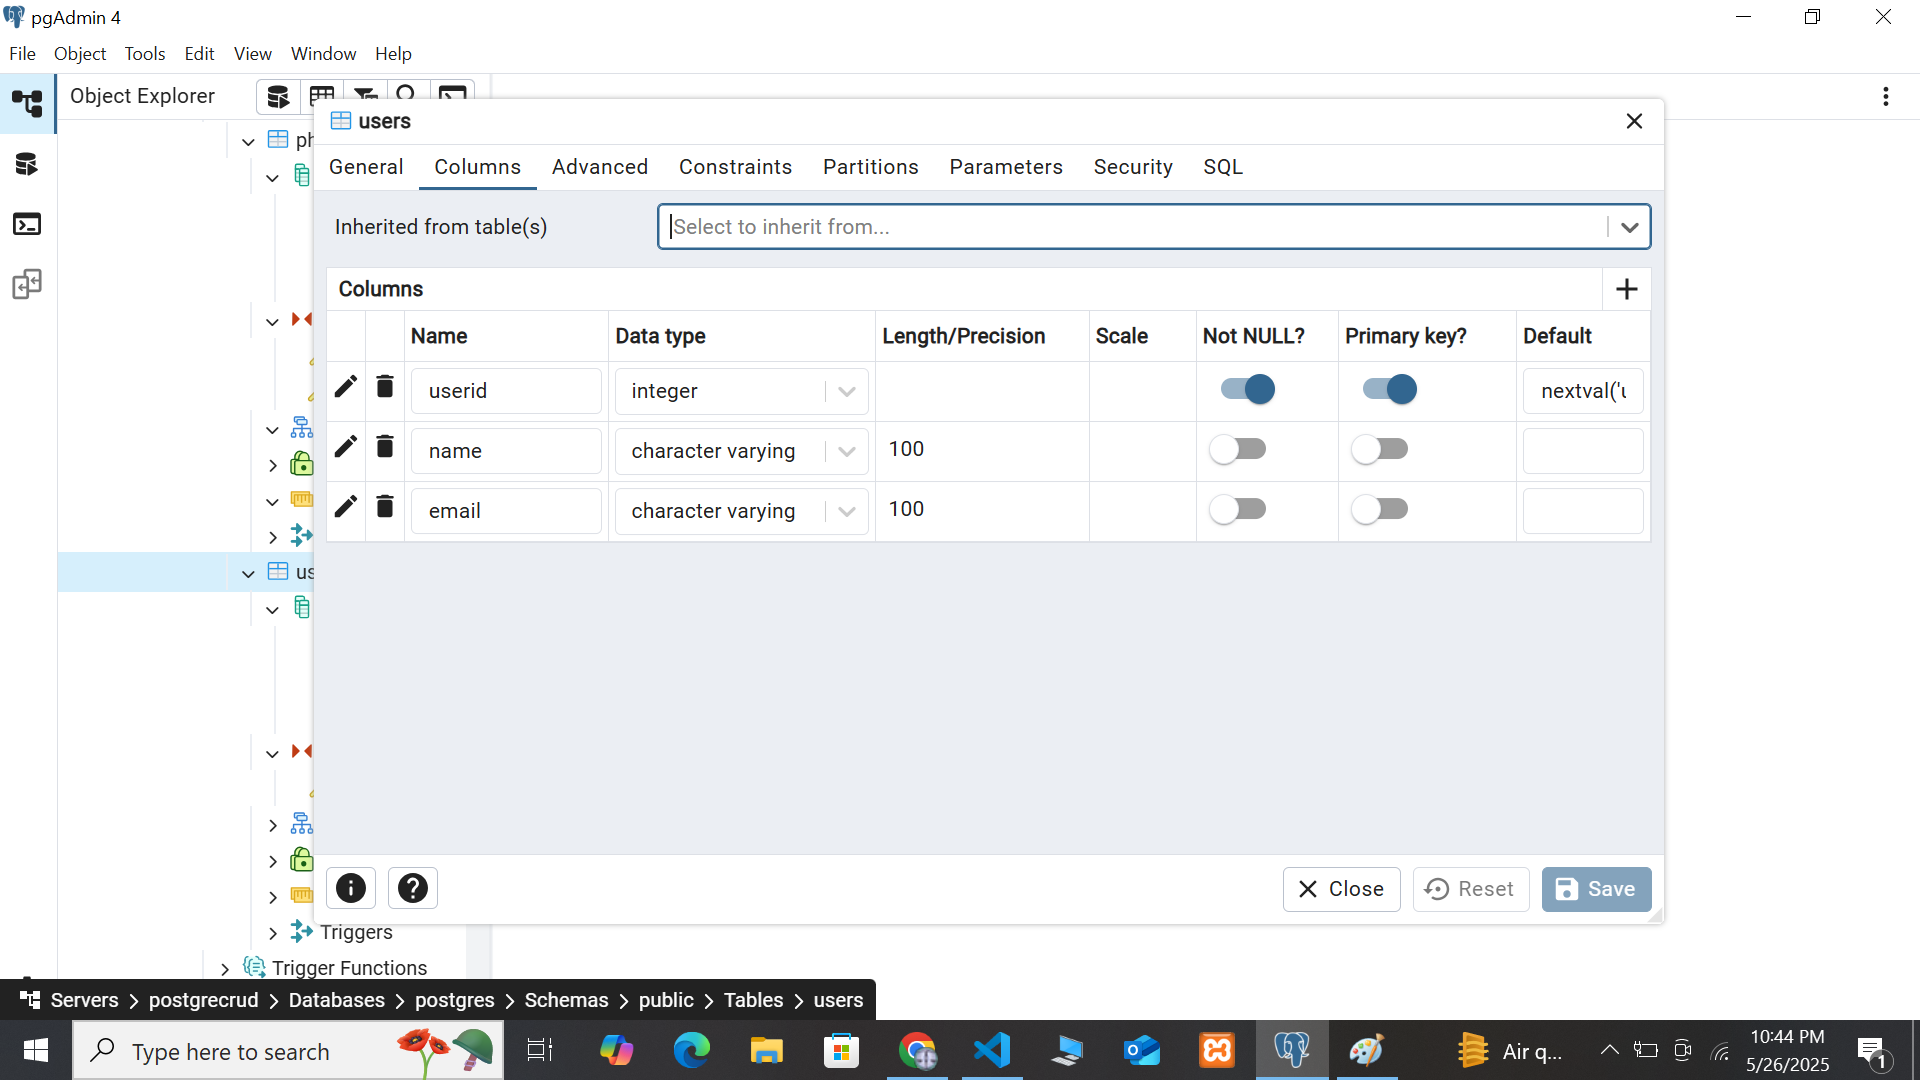 pgAdmin 4
File Object Tools Edit View Window Help
Object Explorer
users
General Columns Advanced Constraints Partitions Parameters Security SQL
Inherited from table(s) Select to inherit from...
Columns
Name Data type Length/Precision Scale Not NULL? Primary key? Default
userid integer nextval('u
name character varying 100
email character varying 100
Close Reset Save
Triggers
Trigger Functions
Servers postgrecrud Databases postgres Schemas public Tables users
Type here to search
Air q...
10:44 PM
5/26/2025
1